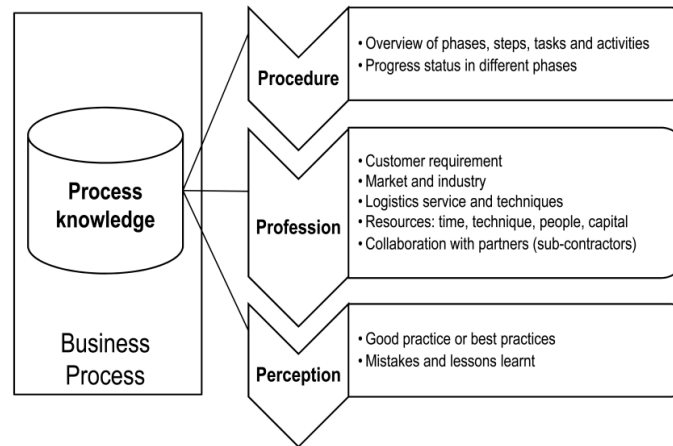 Process
knowledge
Business
Process
Procedure
• Overview of phases, steps, tasks and activities
• Progress status in different phases
Profession
• Customer requirement
• Market and industry
• Logistics service and techniques
• Resources: time, technique, people, capital
• Collaboration with partners (sub-contractors)
Perception
• Good practice or best practices
• Mistakes and lessons learnt